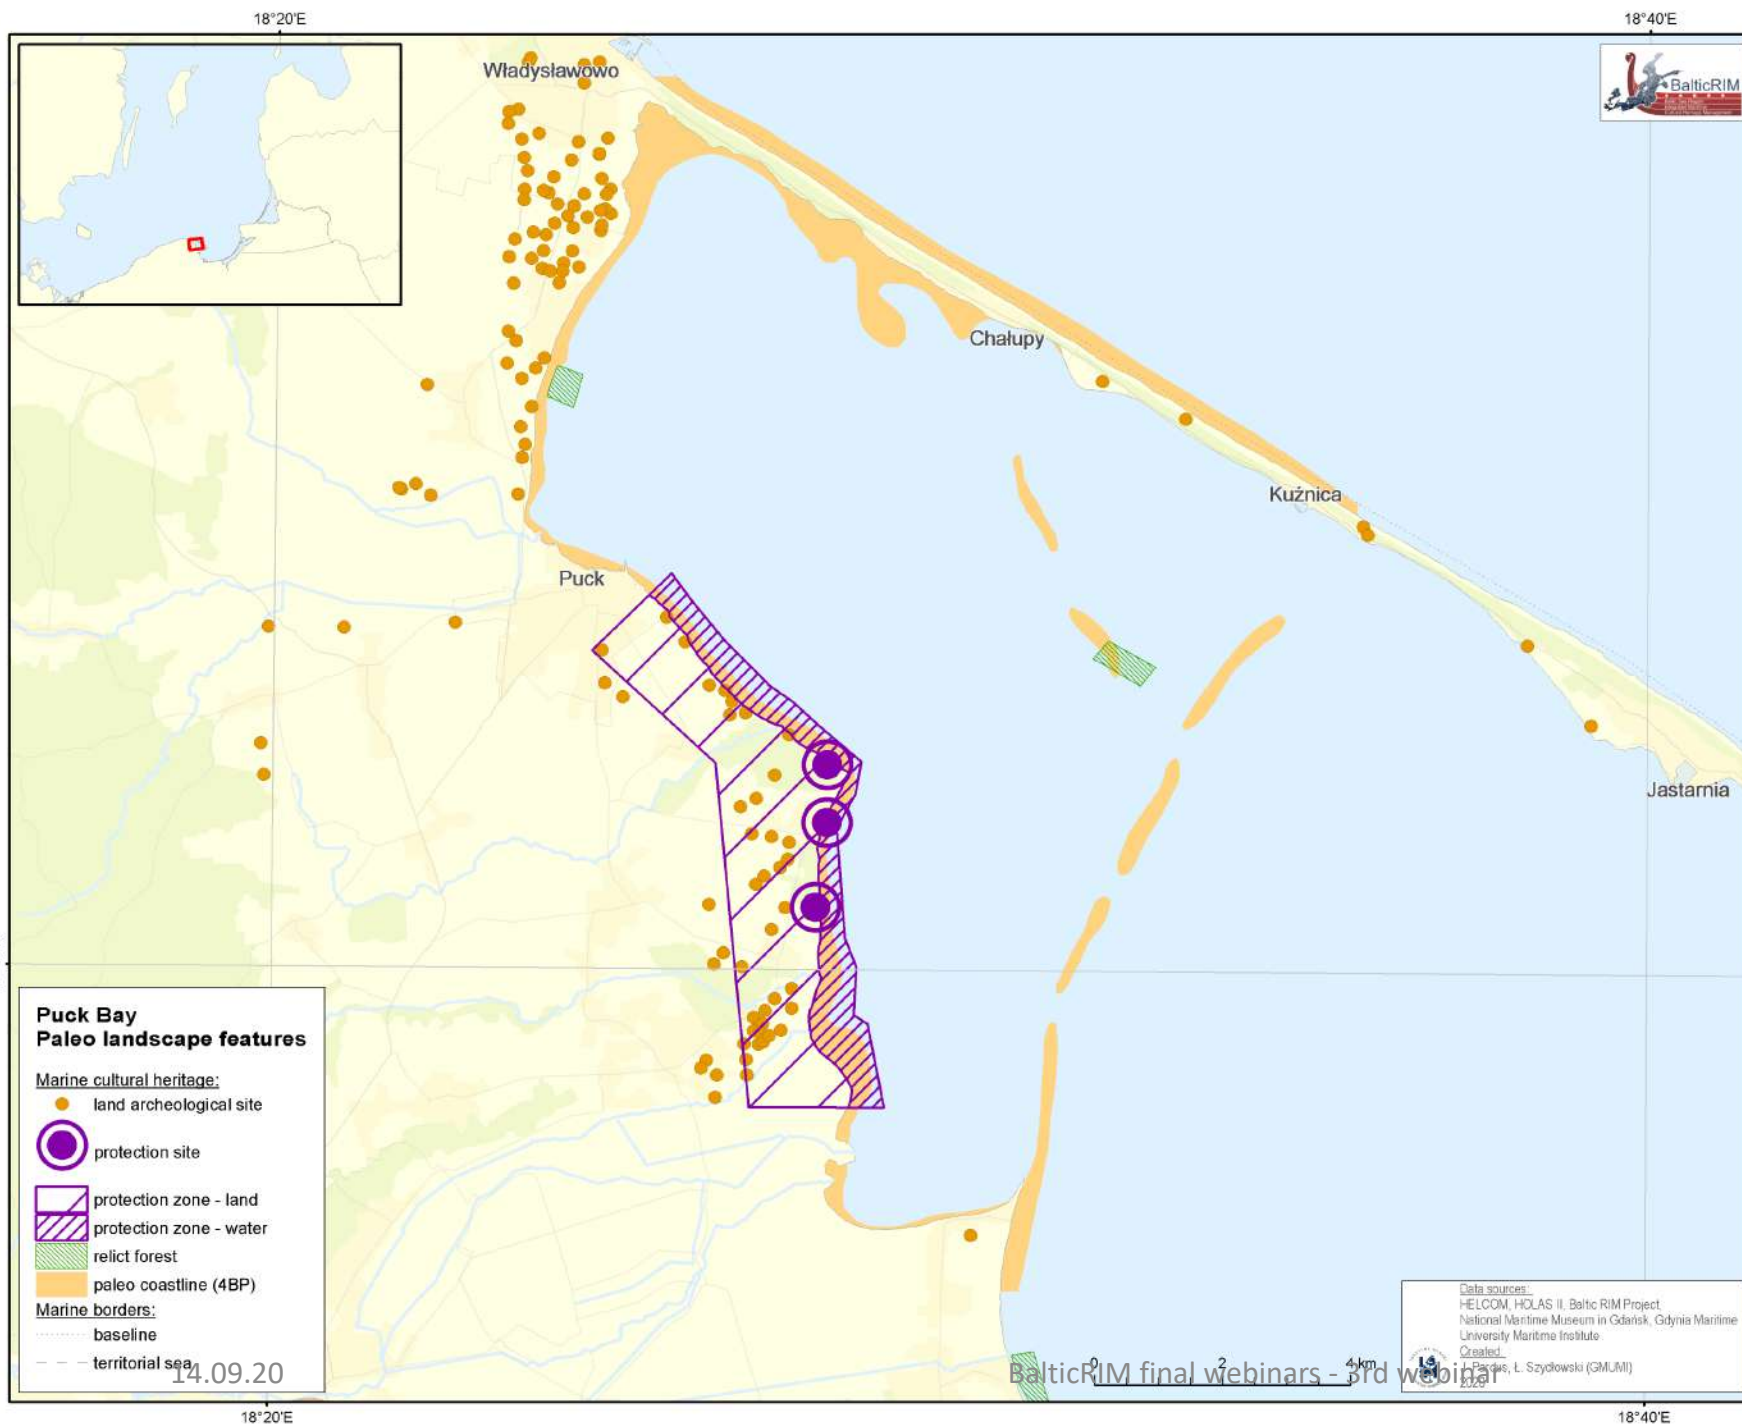 18°20'E
18°40'E
Władysławowo
BalticRIM
Chałupy
Kuźnica
Puck
Jastarnia
Puck Bay
Paleo landscape features
Marine cultural heritage:
land archeological site
protection site
protection zone - land
protection zone - water
relict forest
paleo coastline (4BP)
Marine borders:
baseline
territorial sea
14.09.20
BalticRIM final webinars - 3rd webinar
0 2 4 km
Data sources:
HELCOM, HOLAS II, Baltic RIM Project,
National Maritime Museum in Gdańsk, Gdynia Maritime
University Maritime Institute
Created:
J. Pardus, Ł. Szydłowski (GMUMI)
2020
18°20'E
18°40'E